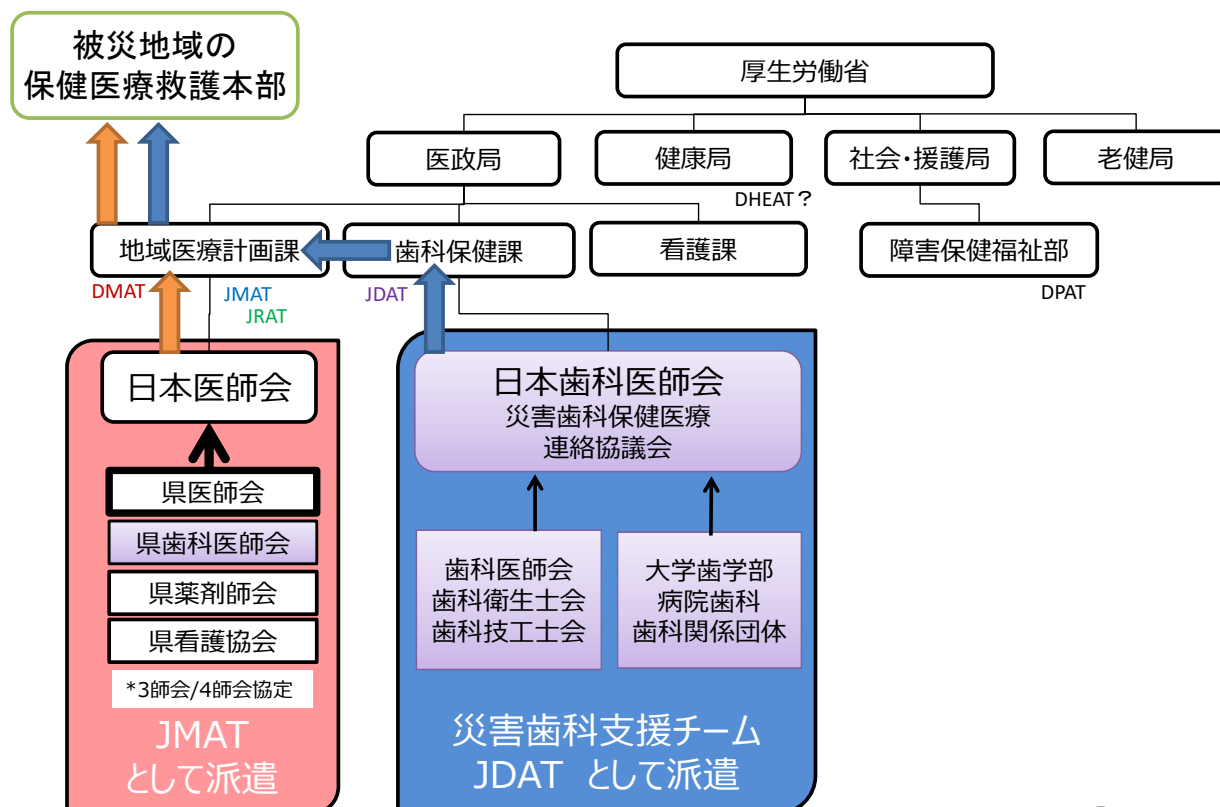 被災地域の
保健医療救護本部
厚生労働省
医政局
健康局
社会・援護局
老健局
DHEAT？
地域医療計画課
歯科保健課
看護課
障害保健福祉部
DMAT
JMAT
JRAT
JDAT
DPAT
日本医師会
県医師会
県歯科医師会
県薬剤師会
県看護協会
*3師会/4師会協定
JMAT
として派遣
日本歯科医師会
災害歯科保健医療
連絡協議会
歯科医師会
歯科衛生士会
歯科技工士会
大学歯学部
病院歯科
歯科関係団体
災害歯科支援チーム
JDAT として派遣